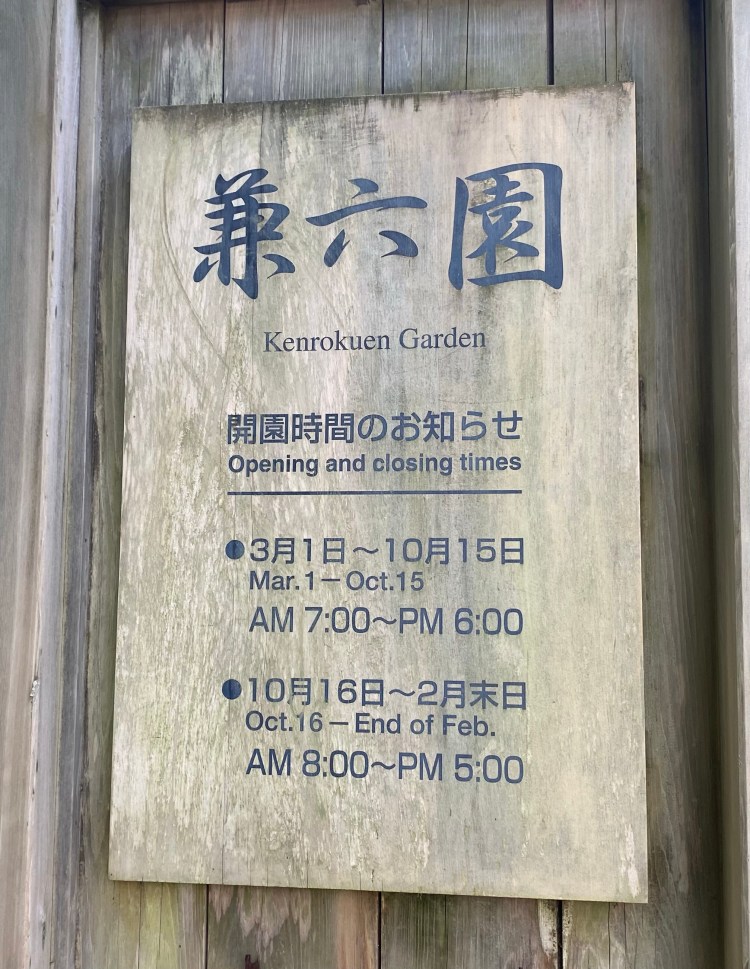 兼六園
Kenrokuen Garden
開園時間のお知らせ
Opening and closing times
●3月1日～10月15日
Mar.1－Oct.15
AM 7:00～PM 6:00
●10月16日～2月末日
Oct.16－End of Feb.
AM 8:00～PM 5:00